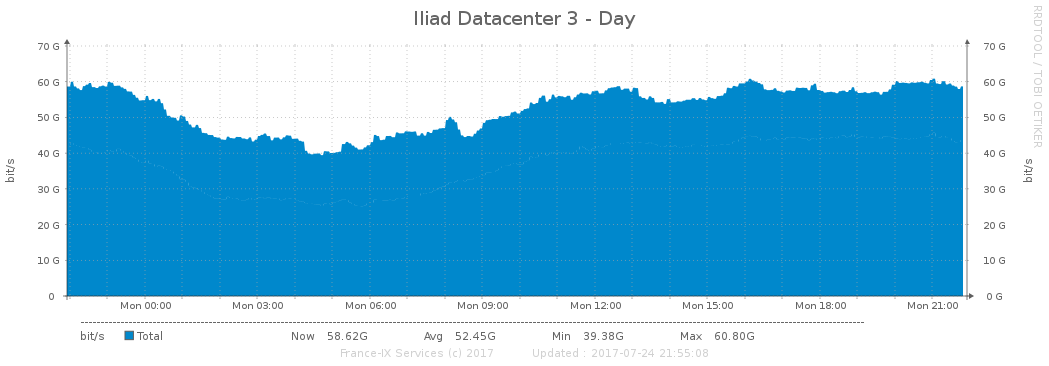 Iliad Datacenter 3 - Day
RRDTOOL / TOBI OETIKER
70 G 70 G
60 G 60 G
50 G 50 G
40 G 40 G
30 G 30 G
20 G 20 G
10 G 10 G
0 0 G
bit/s bit/s
Mon 00:00 Mon 03:00 Mon 06:00 Mon 09:00 Mon 12:00 Mon 15:00 Mon 18:00 Mon 21:00
bit/s Total Now 58.62G Avg 52.45G Min 39.38G Max 60.80G
France-IX Services (c) 2017 Updated : 2017-07-24 21:55:08